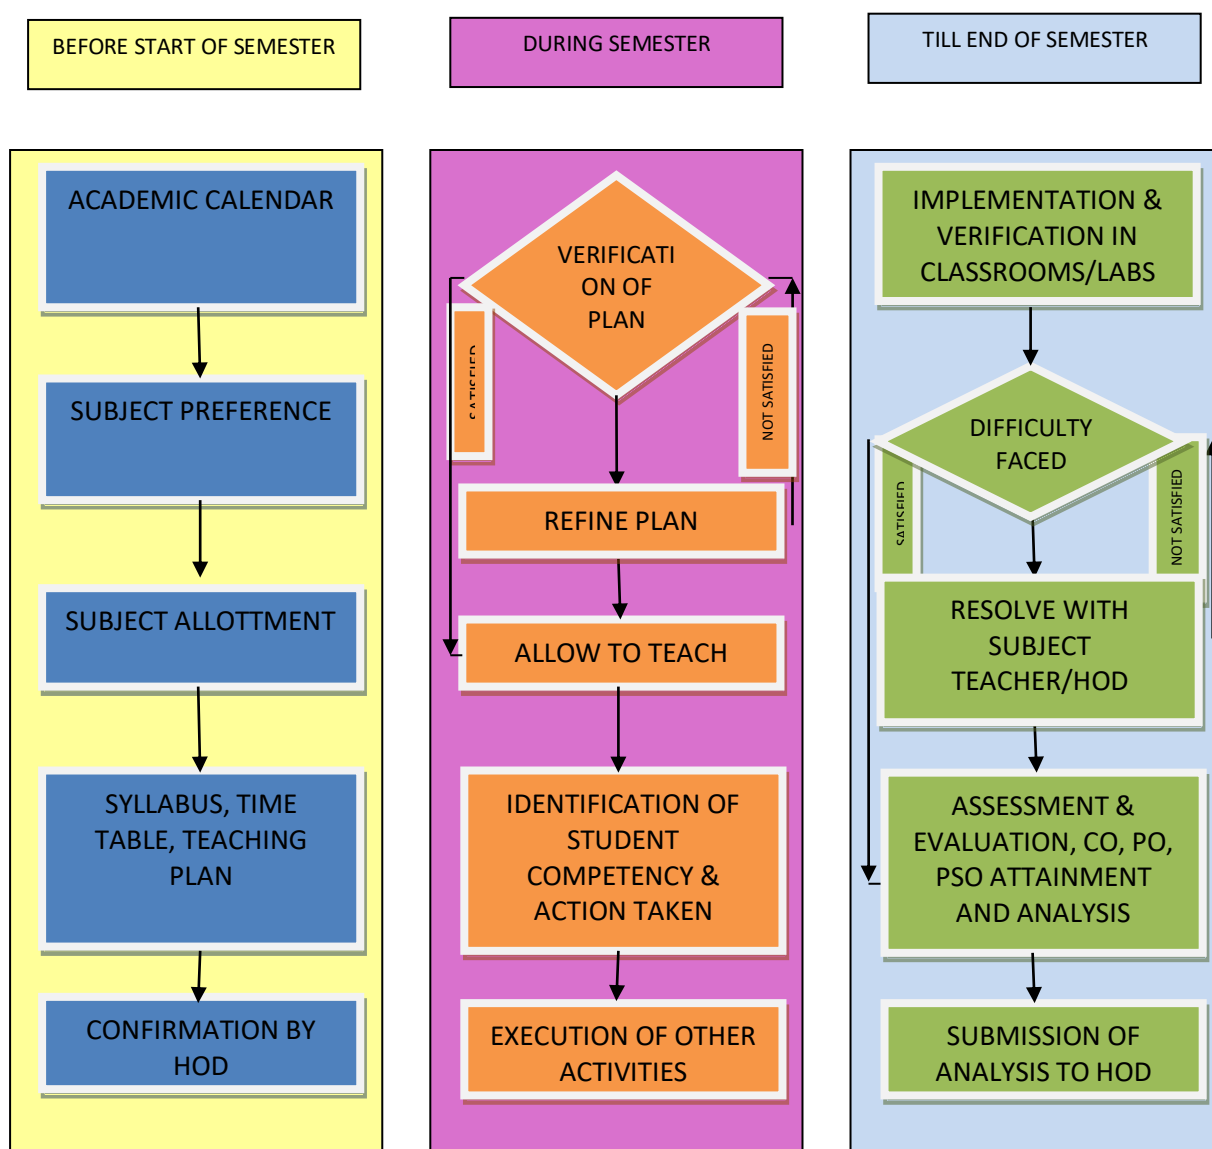 BEFORE START OF SEMESTER
DURING SEMESTER
TILL END OF SEMESTER
ACADEMIC CALENDAR
SUBJECT PREFERENCE
SUBJECT ALLOTTMENT
SYLLABUS, TIME
TABLE, TEACHING
PLAN
CONFIRMATION BY
HOD
VERIFICATI
ON OF
PLAN
SATISFIED
NOT SATISFIED
REFINE PLAN
ALLOW TO TEACH
IDENTIFICATION OF
STUDENT
COMPETENCY &
ACTION TAKEN
EXECUTION OF OTHER
ACTIVITIES
IMPLEMENTATION &
VERIFICATION IN
CLASSROOMS/LABS
DIFFICULTY
FACED
SATISFIED
NOT SATISFIED
RESOLVE WITH
SUBJECT
TEACHER/HOD
ASSESSMENT &
EVALUATION, CO, PO,
PSO ATTAINMENT
AND ANALYSIS
SUBMISSION OF
ANALYSIS TO HOD